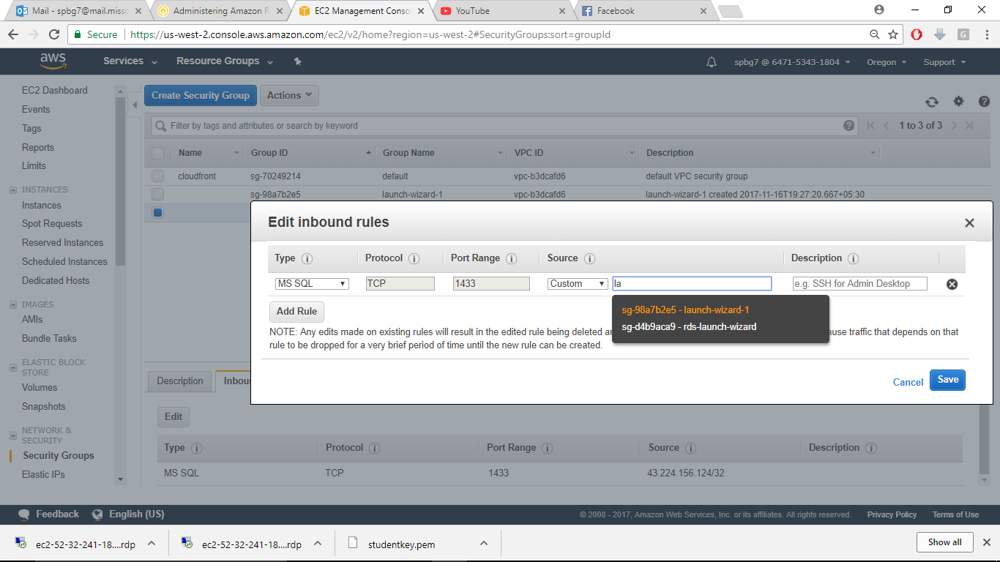 Mail - spbg7@mail.missc
Administering Amazon R
EC2 Management Conso
YouTube
Facebook
Secure
https://us-west-2.console.aws.amazon.com/ec2/v2/home?region=us-west-2#SecurityGroups:sort=groupId
G
aws
Services
Resource Groups
spbg7 @ 6471-5343-1804
Oregon
Support
EC2 Dashboard
Events
Tags
Reports
Limits
INSTANCES
Instances
Spot Requests
Reserved Instances
Scheduled Instances
Dedicated Hosts
IMAGES
AMIs
Bundle Tasks
ELASTIC BLOCK
STORE
Volumes
Snapshots
NETWORK &
SECURITY
Security Groups
Elastic IPs
Create Security Group
Actions
Filter by tags and attributes or search by keyword
1 to 3 of 3
Name Group ID Group Name VPC ID Description
cloudfront sg-70249214 default vpc-b3dcafd6 default VPC security group
sg-98a7b2e5 launch-wizard-1 vpc-b3dcafd6 launch-wizard-1 created 2017-11-16T19:27:20.667+05:30
Edit inbound rules
Type Protocol Port Range Source Description
MS SQL TCP 1433 Custom la e.g. SSH for Admin Desktop
sg-98a7b2e5 - launch-wizard-1
sg-d4b9aca9 - rds-launch-wizard
Add Rule
NOTE: Any edits made on existing rules will result in the edited rule being deleted an
ause traffic that depends on that
rule to be dropped for a very brief period of time until the new rule can be created.
Cancel
Save
Description
Inbou
Edit
Type Protocol Port Range Source Description
MS SQL TCP 1433 43.224.156.124/32
Feedback
English (US)
© 2008 - 2017, Amazon Web Services, Inc. or its affiliates. All rights reserved.
Privacy Policy
Terms of Use
ec2-52-32-241-18....rdp
ec2-52-32-241-18....rdp
studentkey.pem
Show all